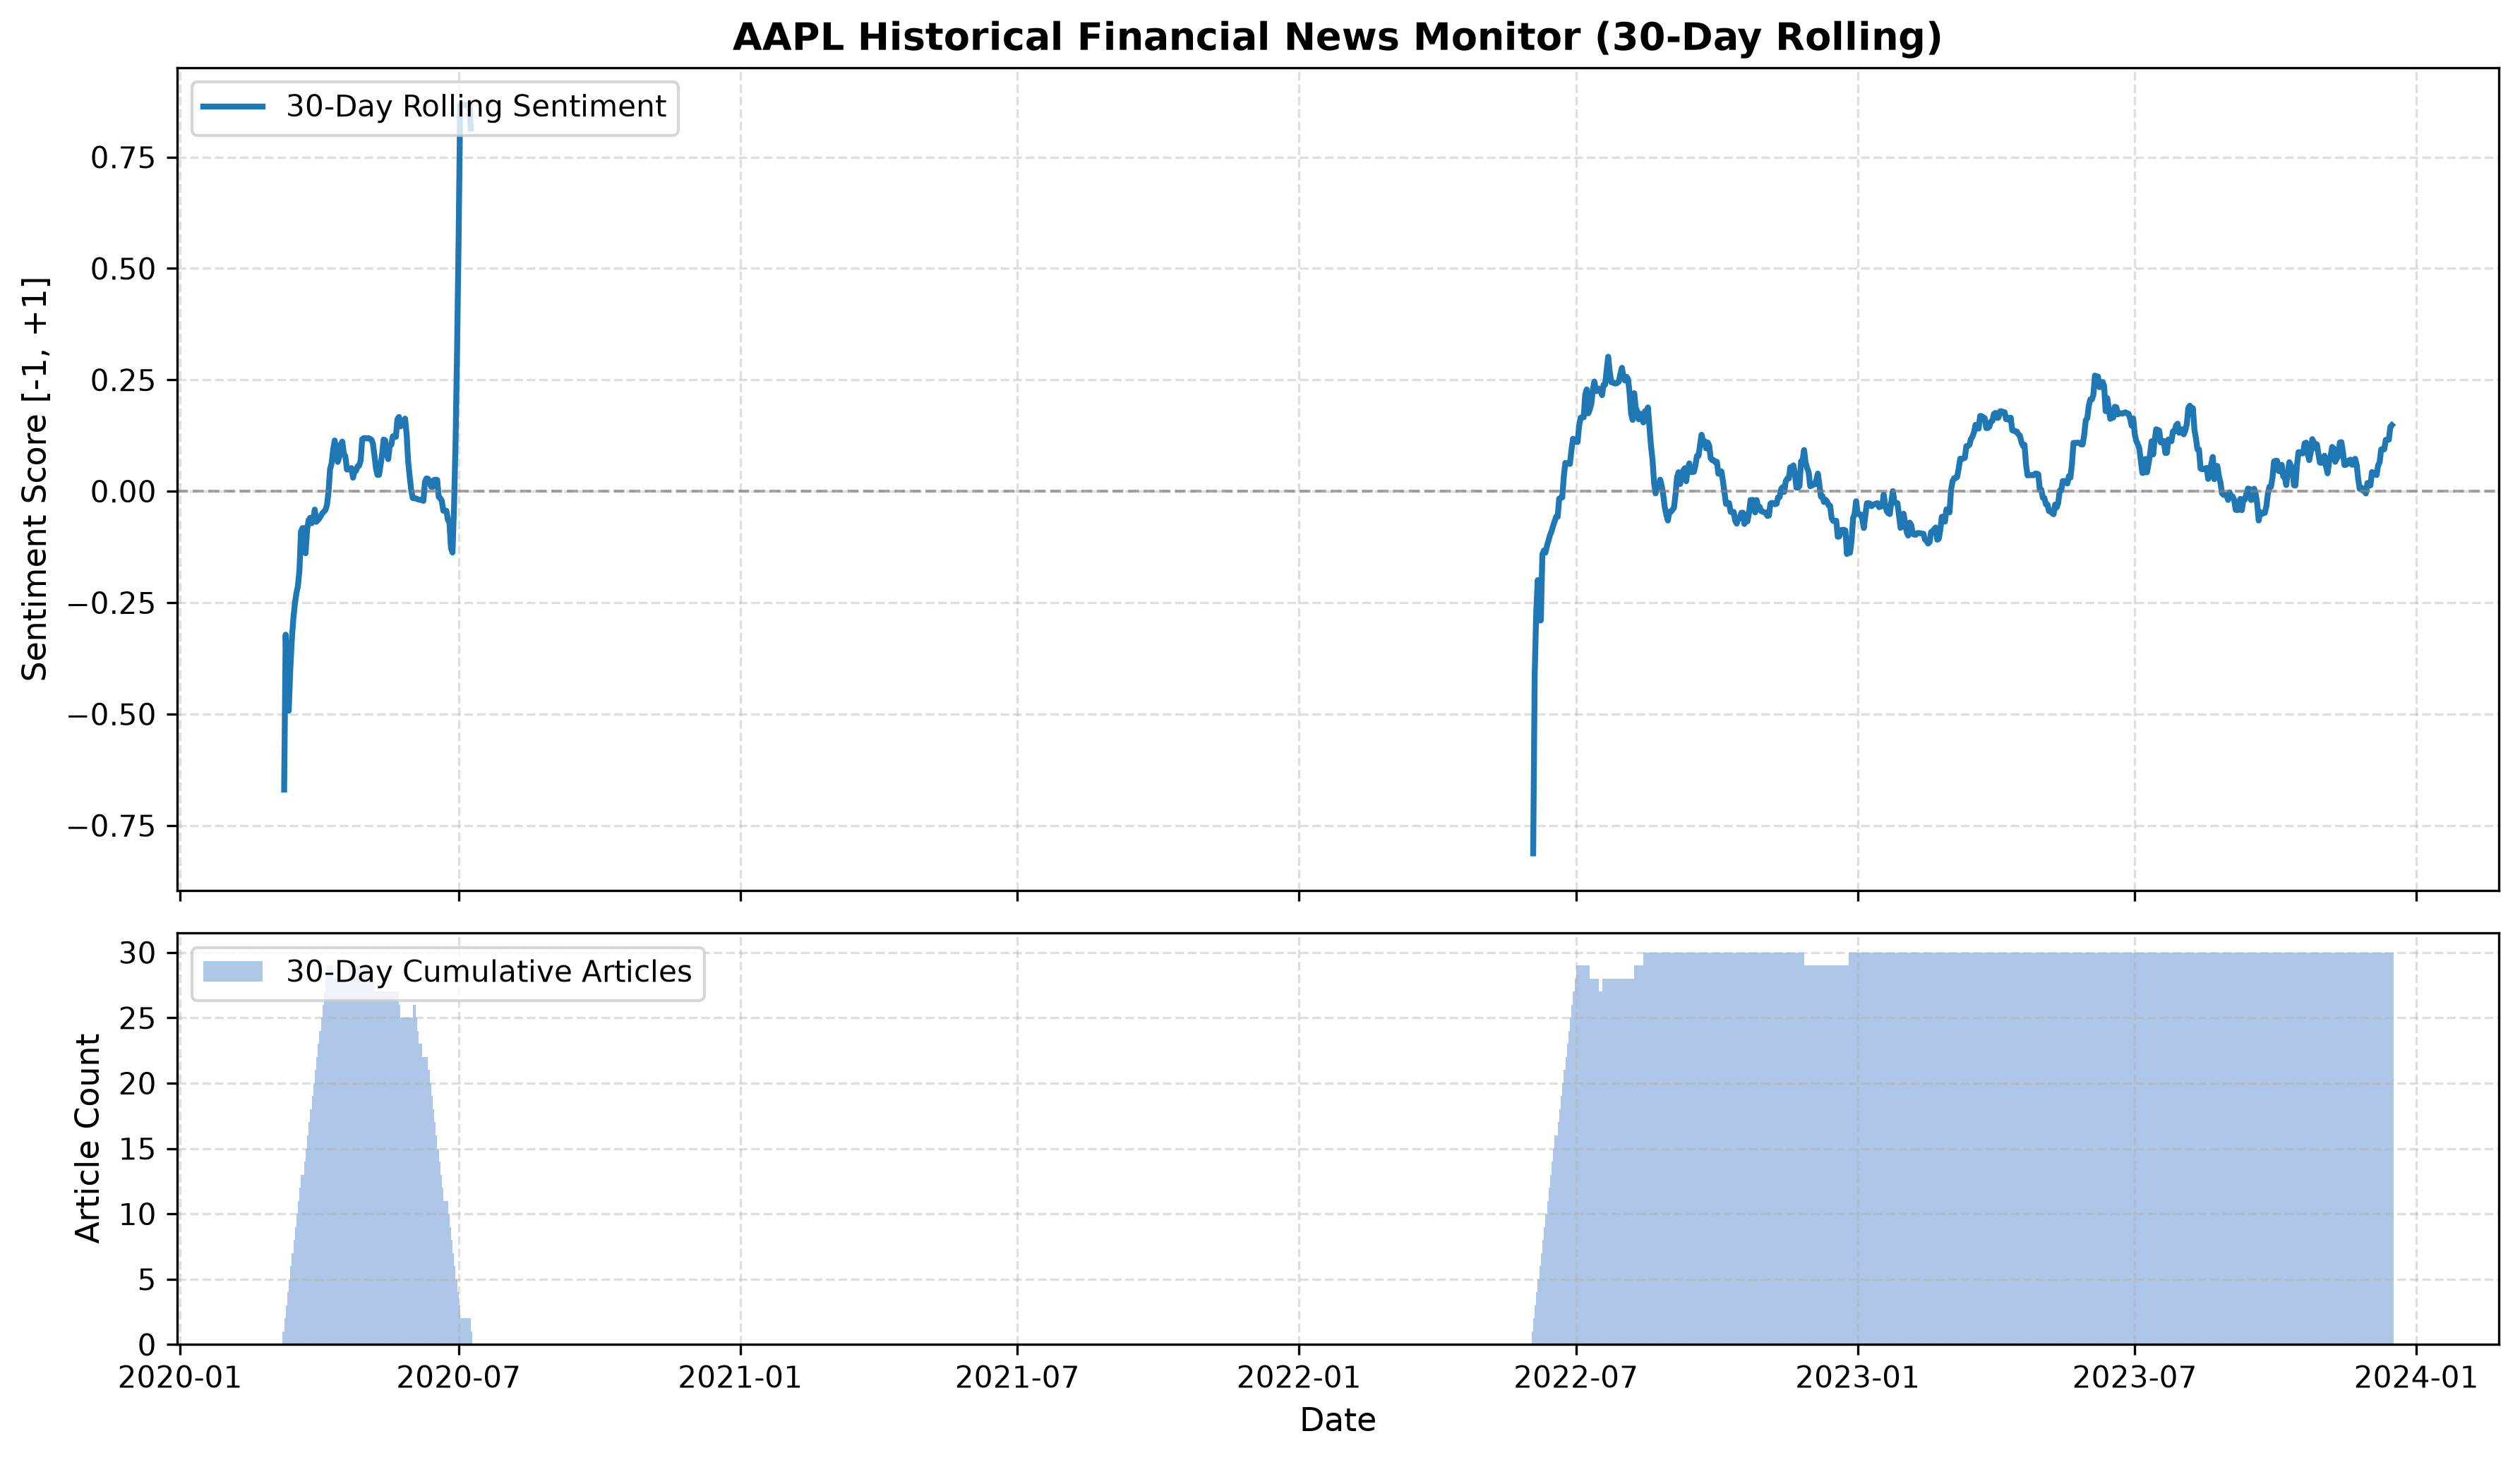 AAPL Historical Financial News Monitor (30-Day Rolling)
30-Day Rolling Sentiment
Sentiment Score [-1, +1]
0.75
0.50
0.25
0.00
−0.25
−0.50
−0.75
30-Day Cumulative Articles
Article Count
30
25
20
15
10
5
0
2020-01 2020-07 2021-01 2021-07 2022-01 2022-07 2023-01 2023-07 2024-01
Date